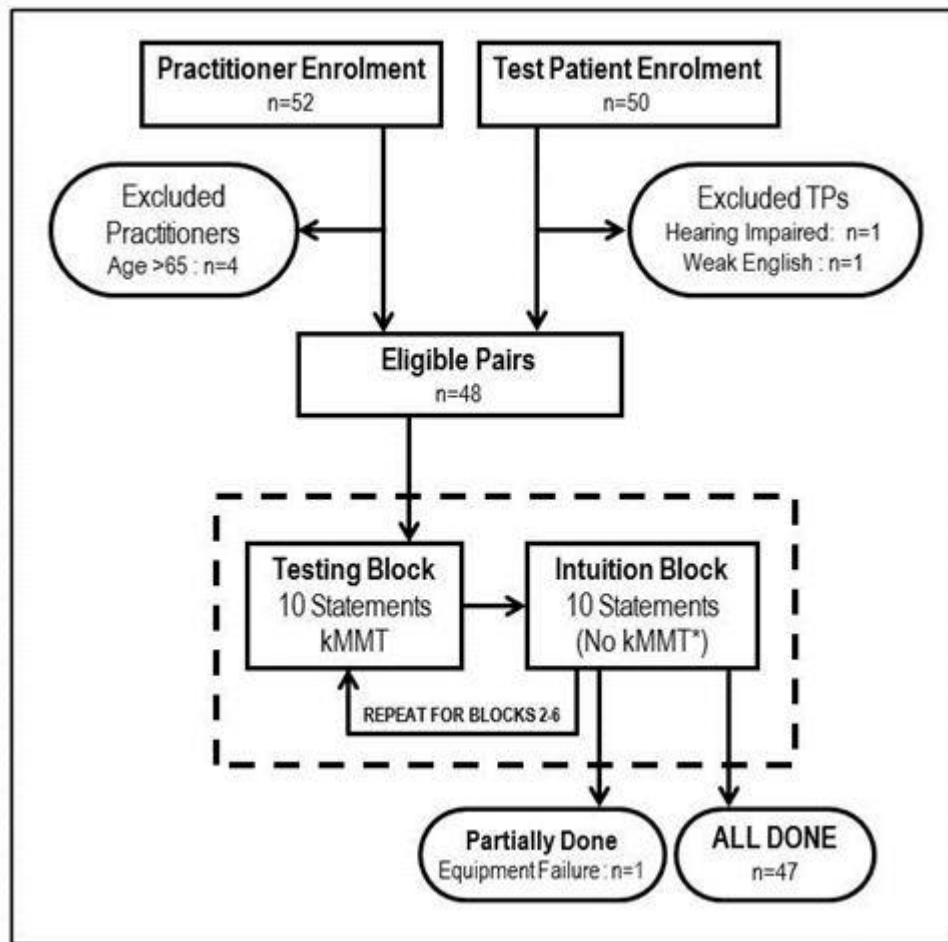 Practitioner Enrolment
n=52
Test Patient Enrolment
n=50
Excluded
Practitioners
Age >65 : n=4
Excluded TPs
Hearing Impaired: n=1
Weak English : n=1
Eligible Pairs
n=48
Testing Block
10 Statements
kMMT
Intuition Block
10 Statements
(No kMMT*)
REPEAT FOR BLOCKS 2-6
Partially Done
Equipment Failure : n=1
ALL DONE
n=47